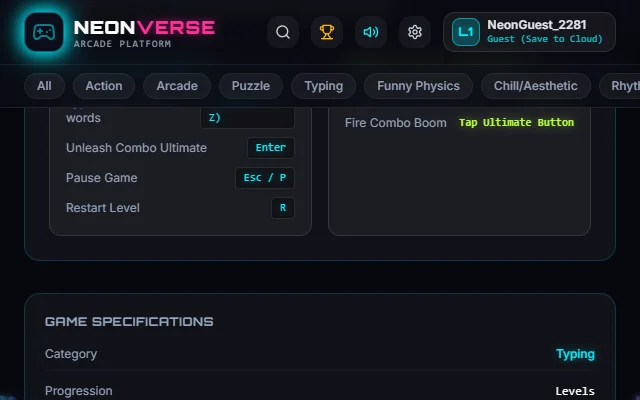 NEONVERSE
ARCADE PLATFORM
L1
NeonGuest_2281
Guest (Save to Cloud)
All
Action
Arcade
Puzzle
Typing
Funny Physics
Chill/Aesthetic
words
Z)
Fire Combo Boom
Tap Ultimate Button
Unleash Combo Ultimate
Enter
Pause Game
Esc / P
Restart Level
R
GAME SPECIFICATIONS
Category
Typing
Progression
Levels